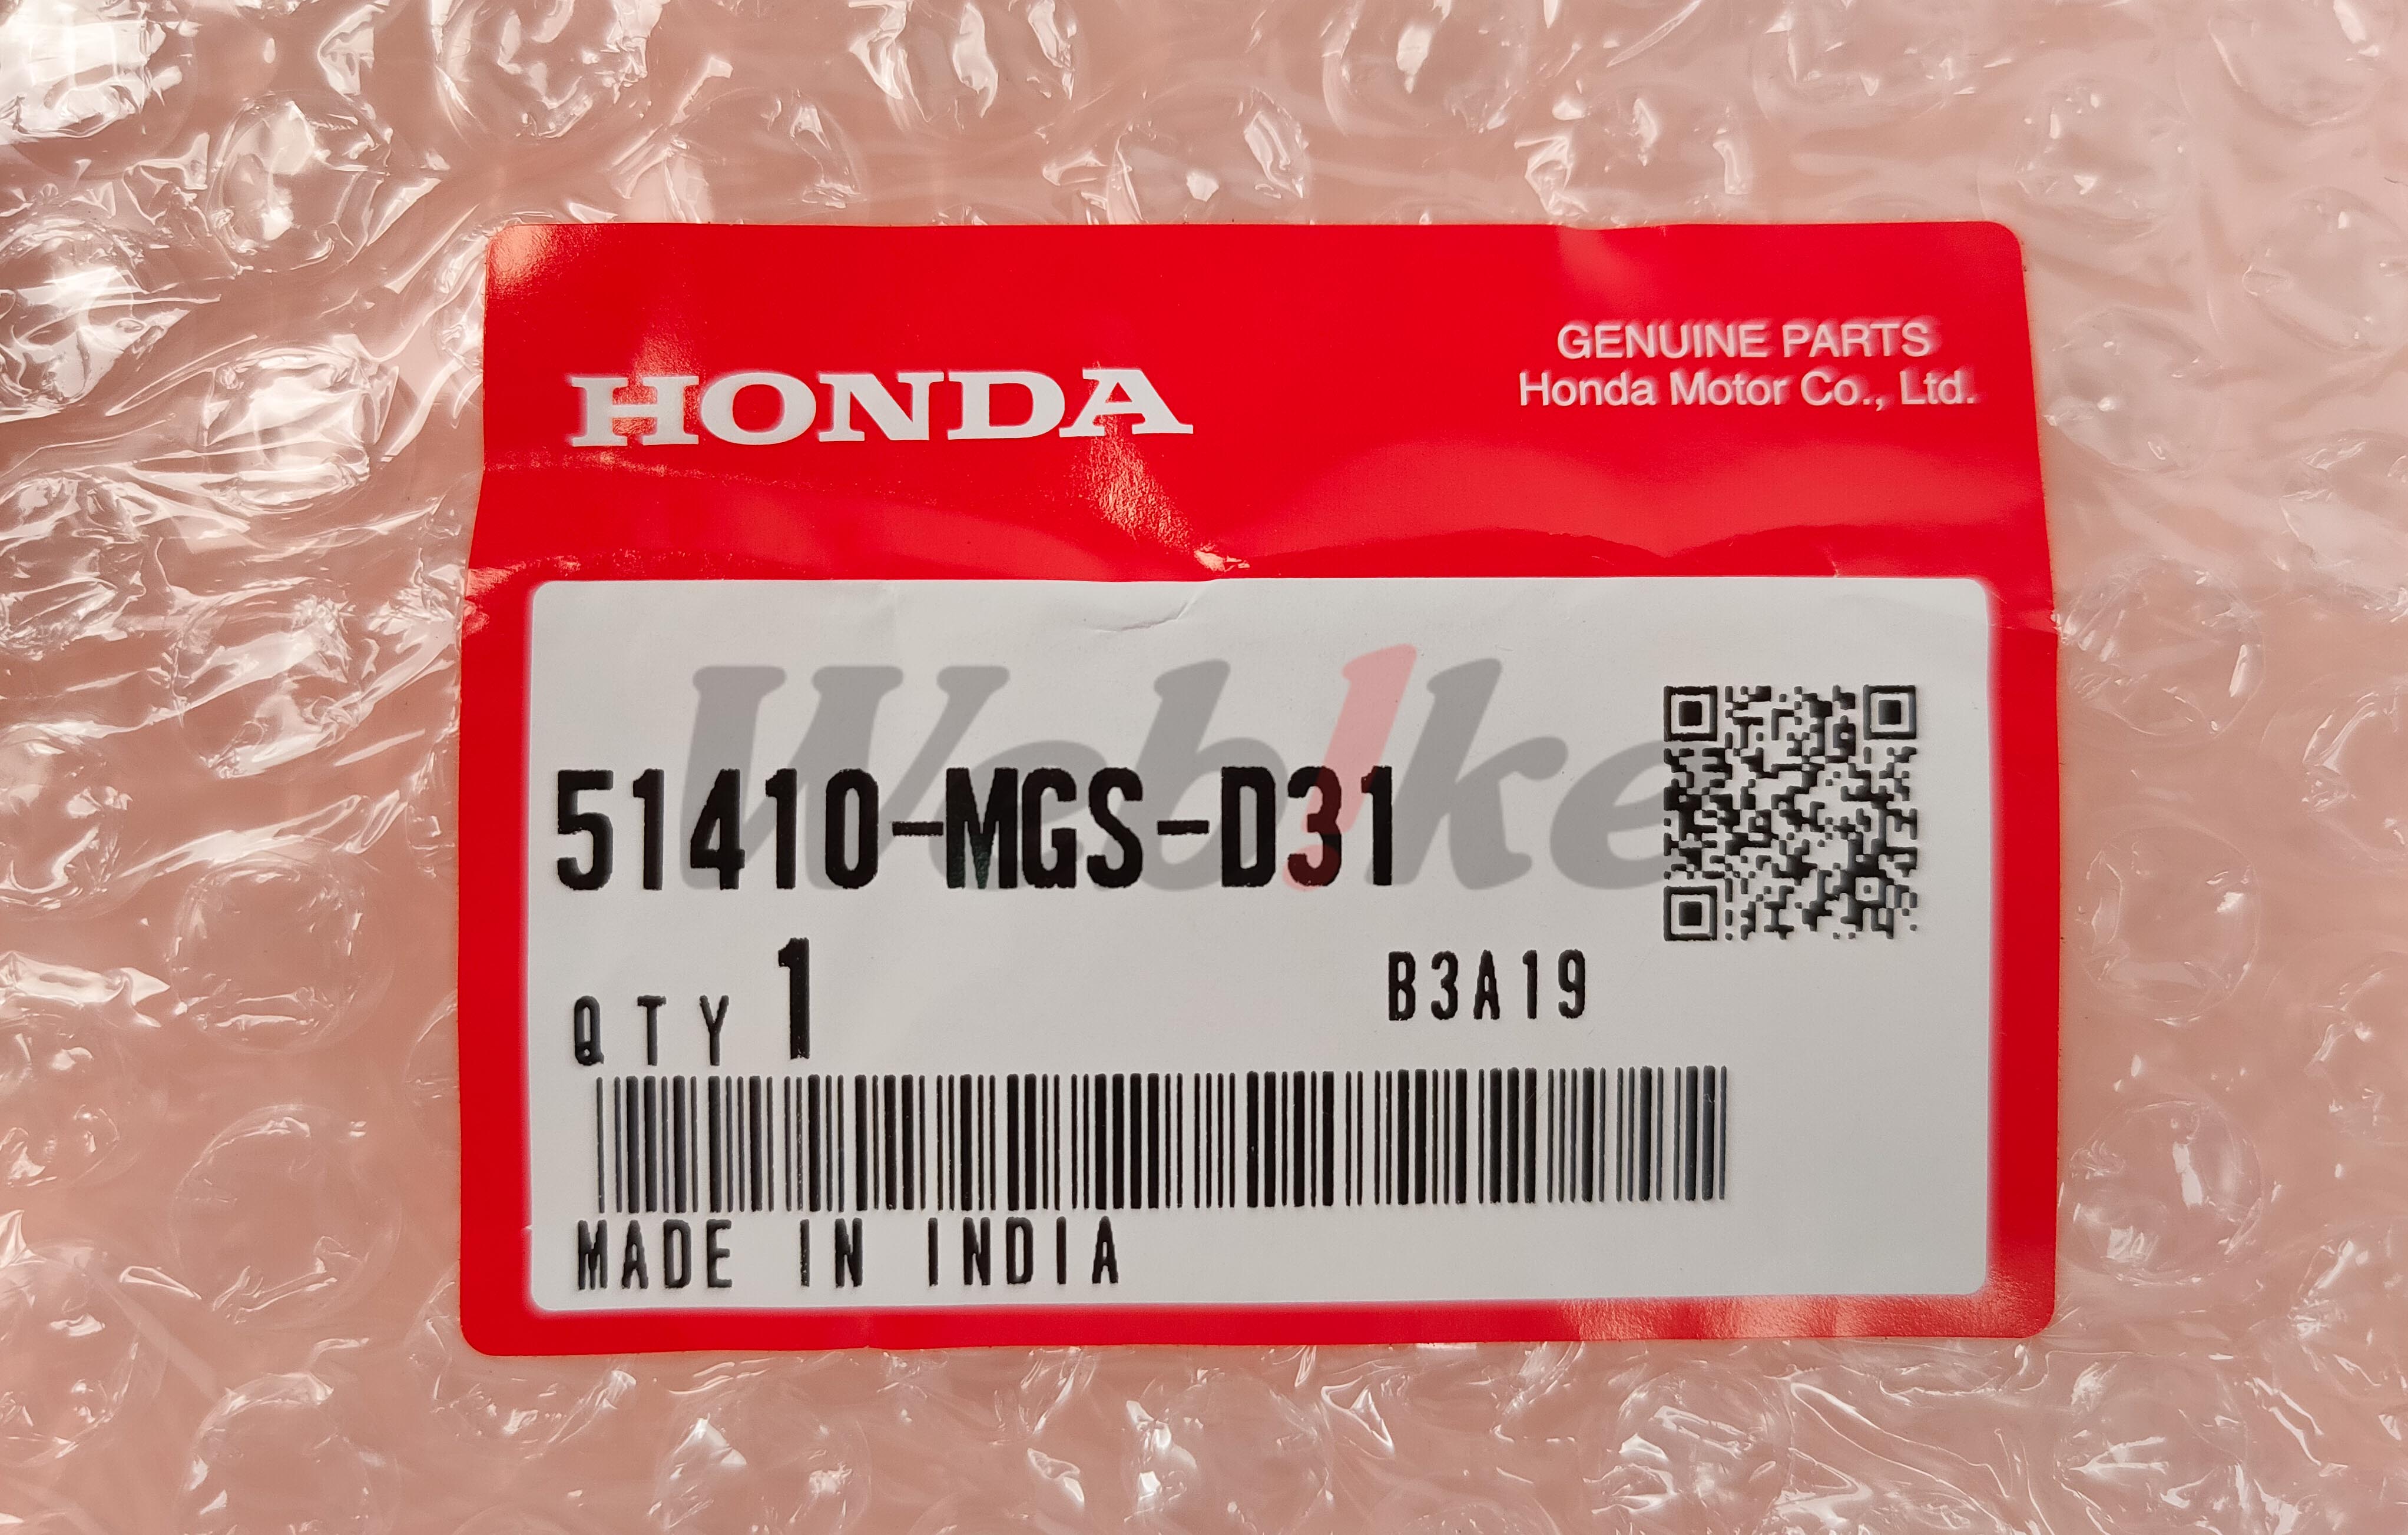 HONDA
GENUINE PARTS
Honda Motor Co., Ltd.
Webike
51410-MGS-D31
QTY 1
B3A19
MADE IN INDIA